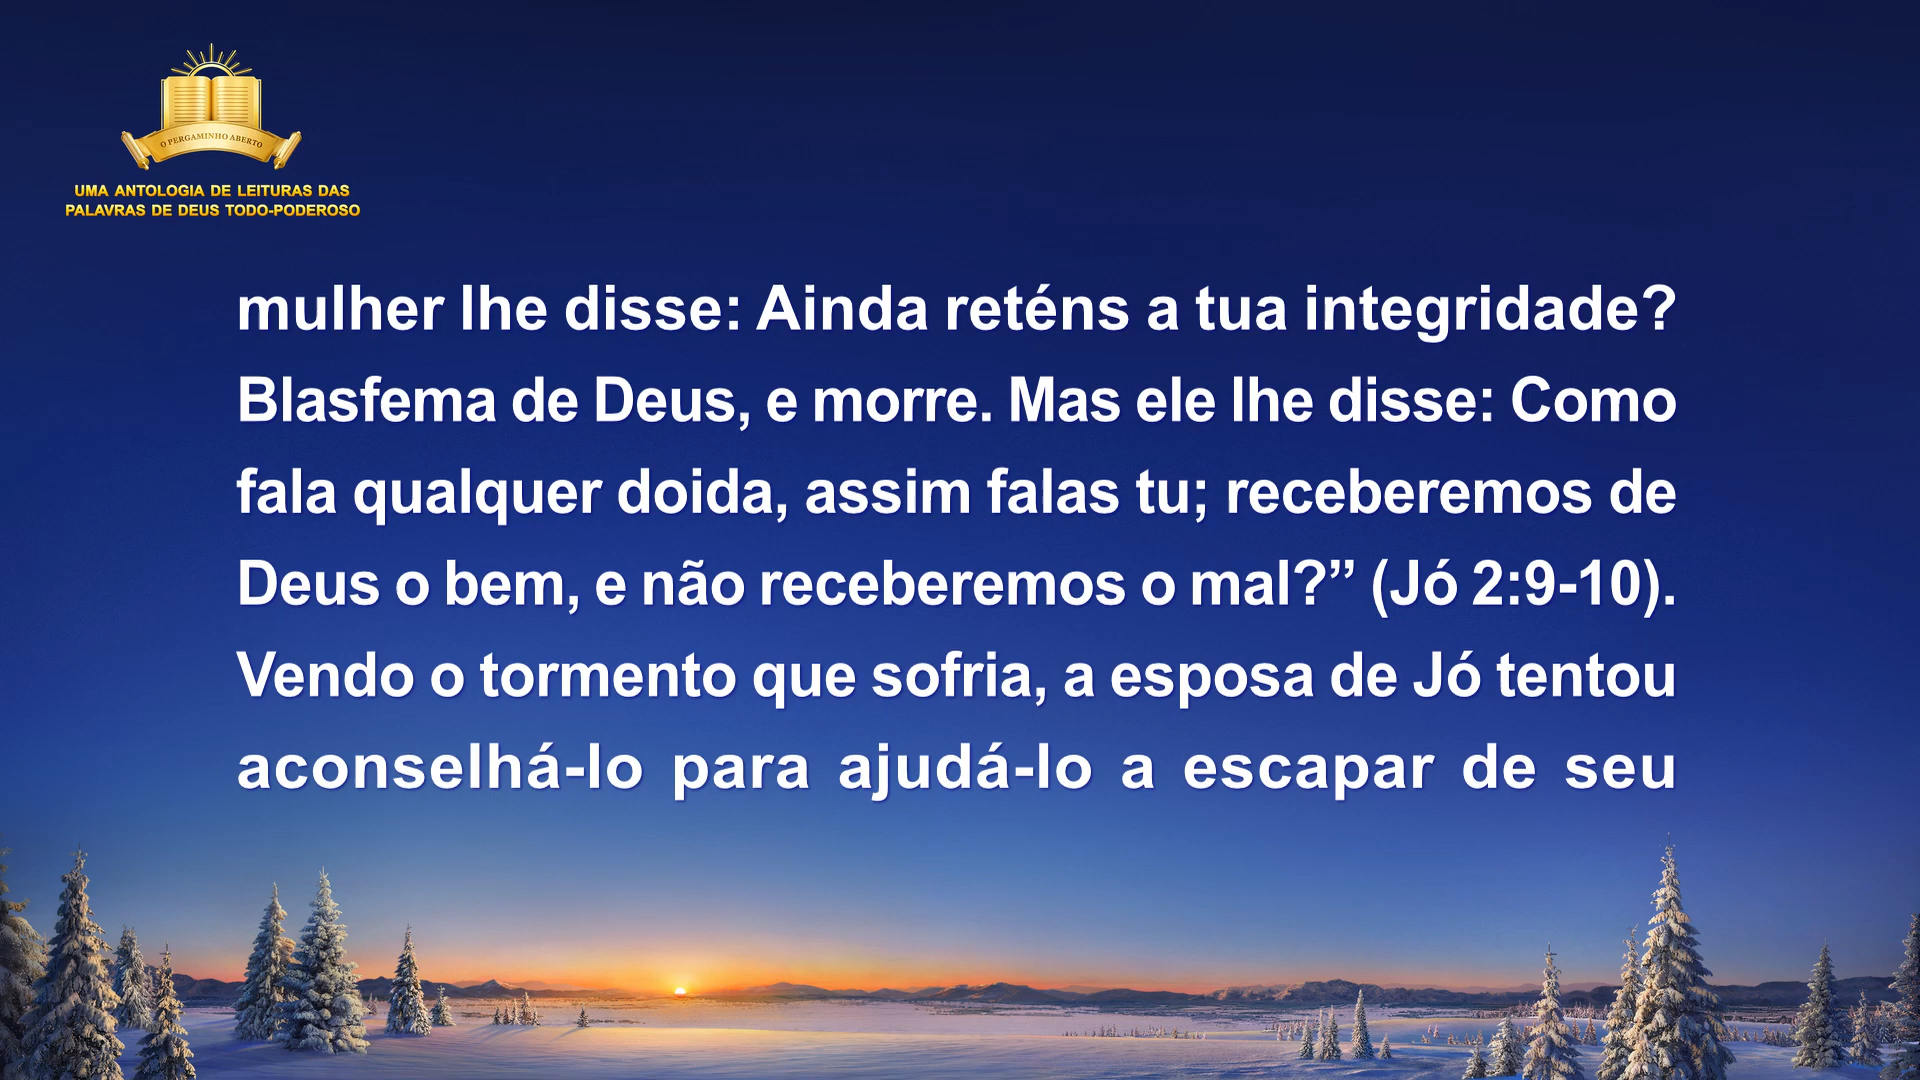 O PERGAMINHO ABERTO
UMA ANTOLOGIA DE LEITURAS DAS
PALAVRAS DE DEUS TODO-PODEROSO
mulher lhe disse: Ainda reténs a tua integridade?
Blasfema de Deus, e morre. Mas ele lhe disse: Como
fala qualquer doida, assim falas tu; receberemos de
Deus o bem, e não receberemos o mal?” (Jó 2:9-10).
Vendo o tormento que sofria, a esposa de Jó tentou
aconselhá-lo para ajudá-lo a escapar de seu